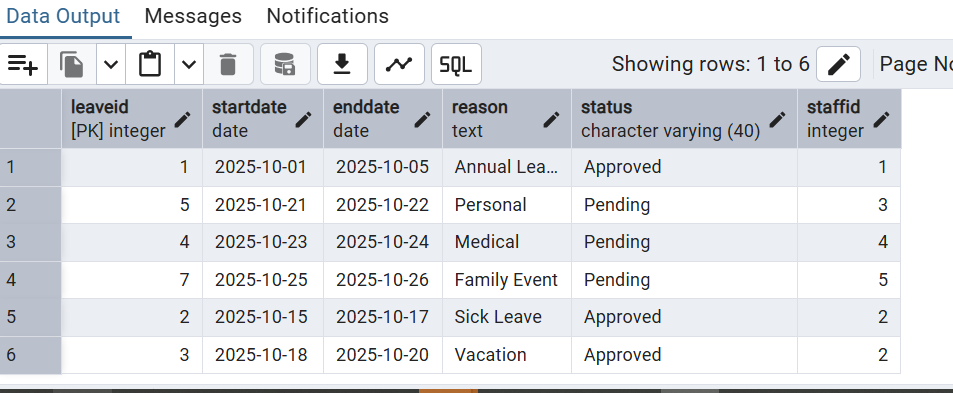 Data Output Messages Notifications
SQL Showing rows: 1 to 6 Page No
leaveid startdate enddate reason status staffid
[PK] integer date date text character varying (40) integer
1 1 2025-10-01 2025-10-05 Annual Lea... Approved 1
2 5 2025-10-21 2025-10-22 Personal Pending 3
3 4 2025-10-23 2025-10-24 Medical Pending 4
4 7 2025-10-25 2025-10-26 Family Event Pending 5
5 2 2025-10-15 2025-10-17 Sick Leave Approved 2
6 3 2025-10-18 2025-10-20 Vacation Approved 2